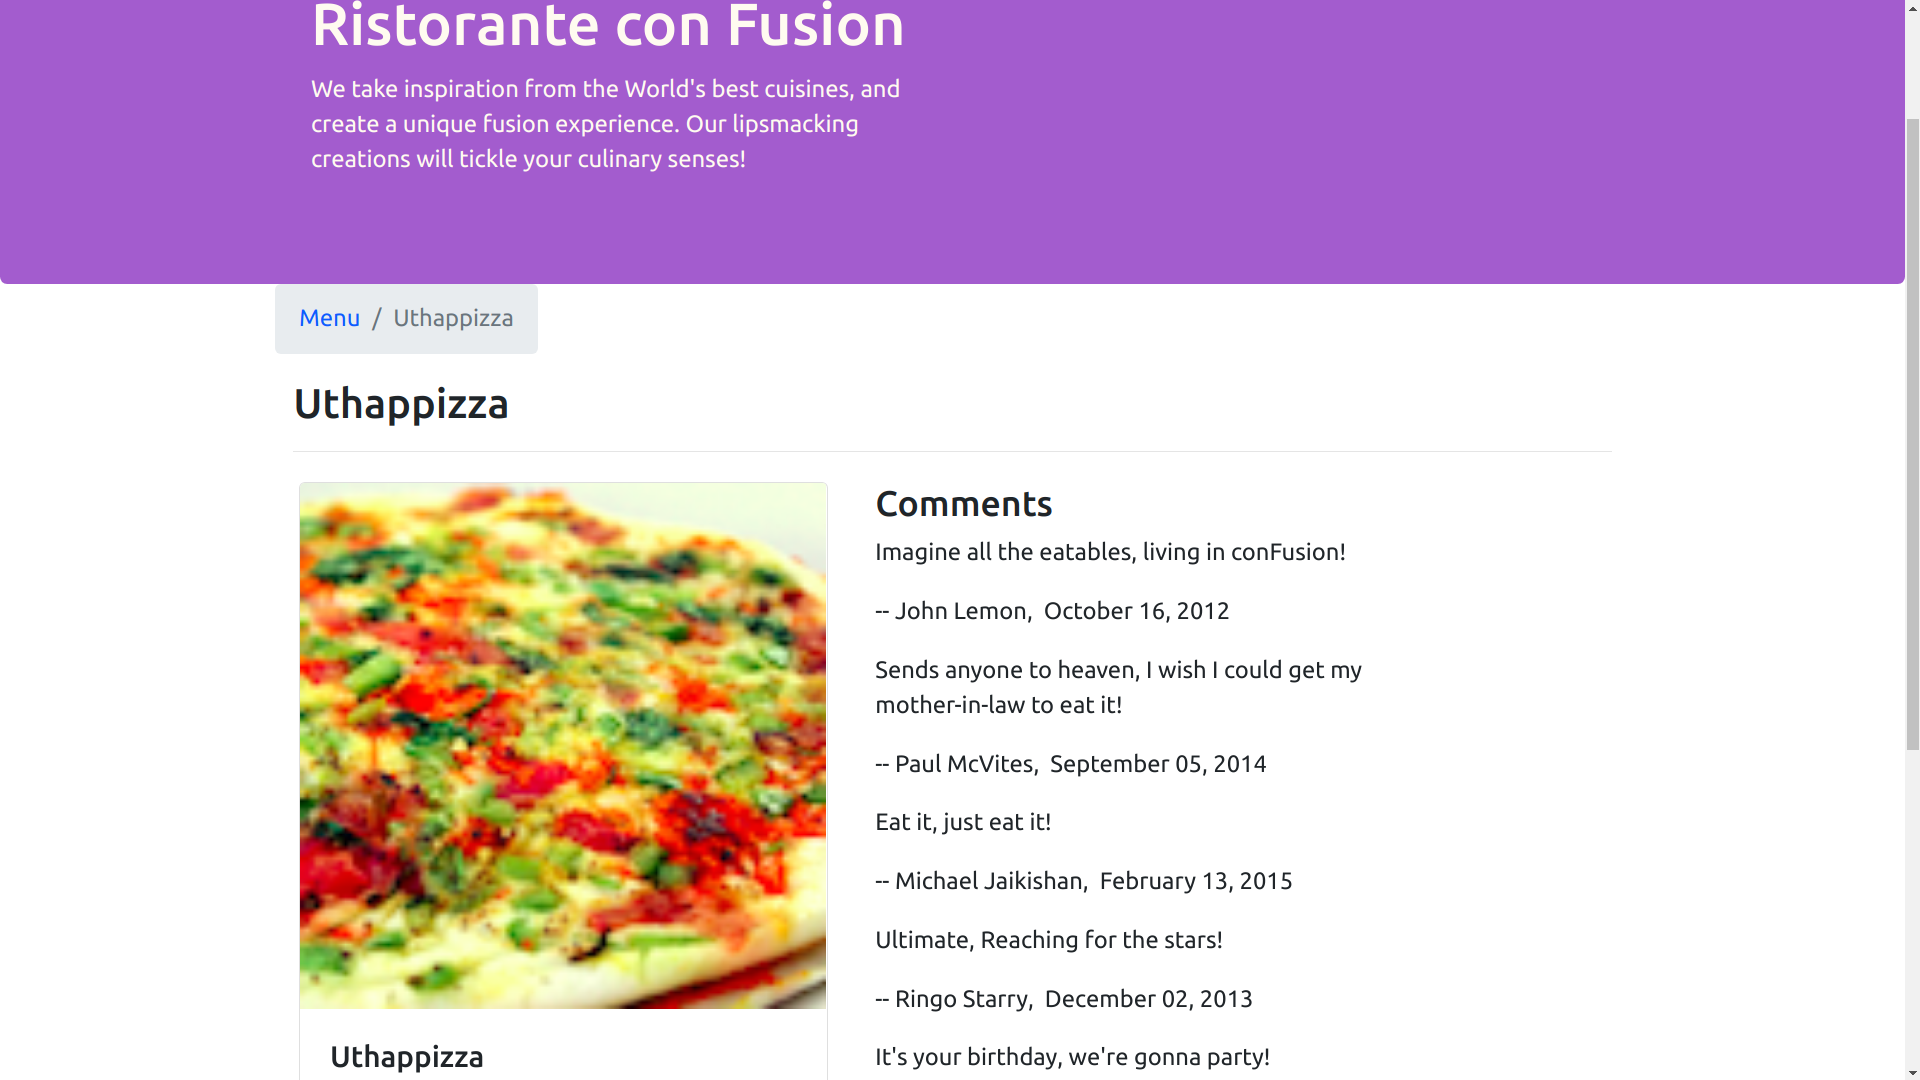 Ristorante con Fusion
We take inspiration from the World's best cuisines, and
create a unique fusion experience. Our lipsmacking
creations will tickle your culinary senses!
Menu / Uthappizza
Uthappizza
Comments
Imagine all the eatables, living in conFusion!
-- John Lemon, October 16, 2012
Sends anyone to heaven, I wish I could get my
mother-in-law to eat it!
-- Paul McVites, September 05, 2014
Eat it, just eat it!
-- Michael Jaikishan, February 13, 2015
Ultimate, Reaching for the stars!
-- Ringo Starry, December 02, 2013
It's your birthday, we're gonna party!
Uthappizza